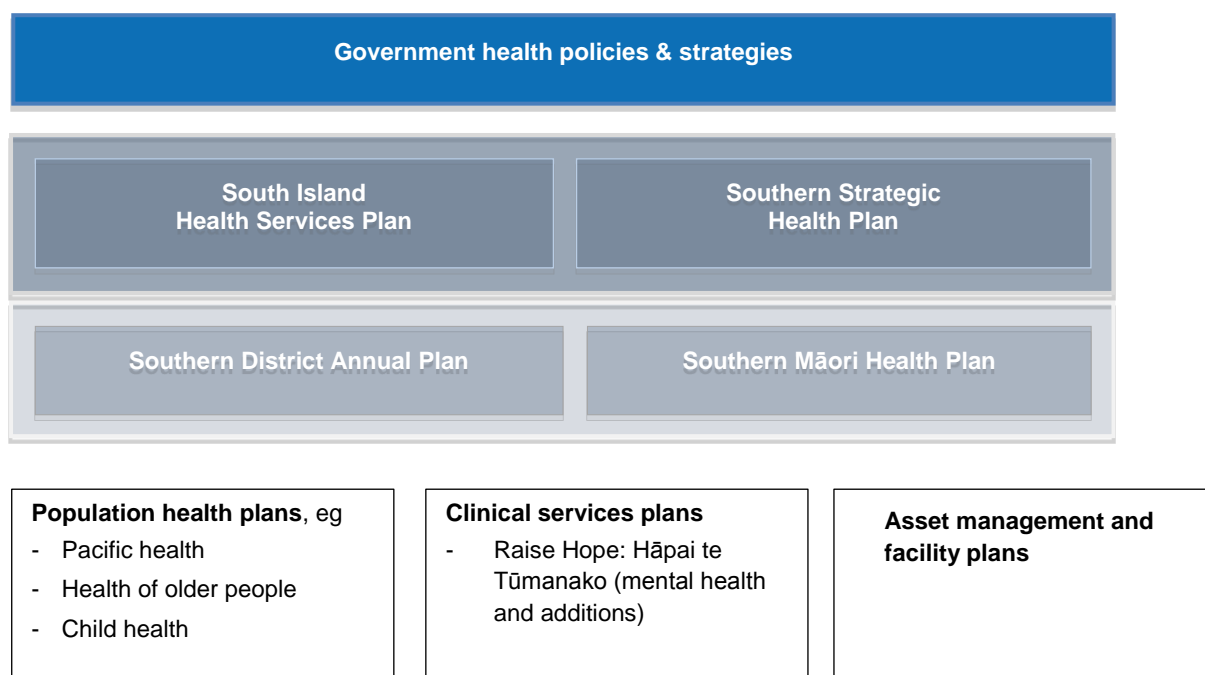 Government health policies & strategies
South Island
Health Services Plan
Southern Strategic
Health Plan
Southern District Annual Plan
Southern Māori Health Plan
Population health plans, eg
- Pacific health
- Health of older people
- Child health
Clinical services plans
- Raise Hope: Hāpai te
Tūmanako (mental health
and additions)
Asset management and
facility plans